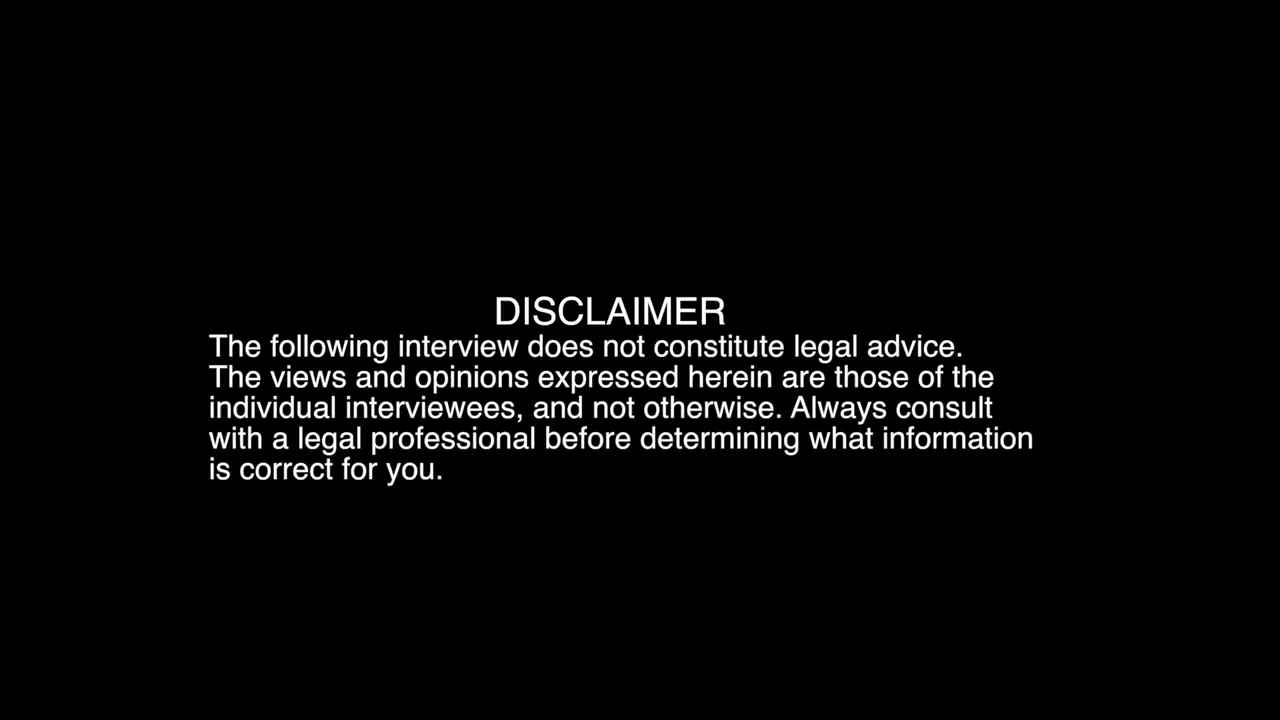 DISCLAIMER
The following interview does not constitute legal advice.
The views and opinions expressed herein are those of the
individual interviewees, and not otherwise. Always consult
with a legal professional before determining what information
is correct for you.